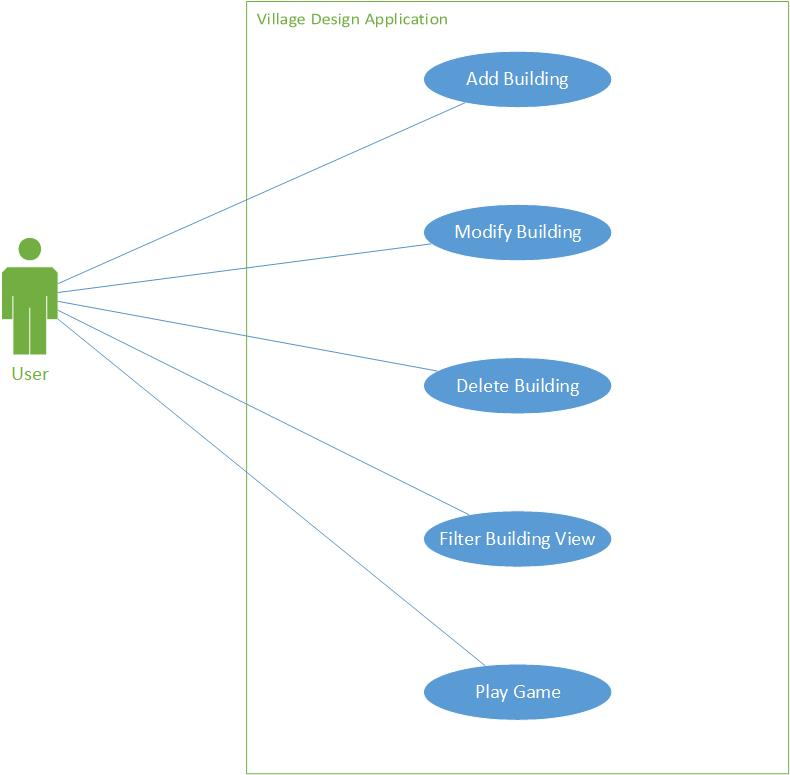 Village Design Application
Add Building
Modify Building
User
Delete Building
Filter Building View
Play Game